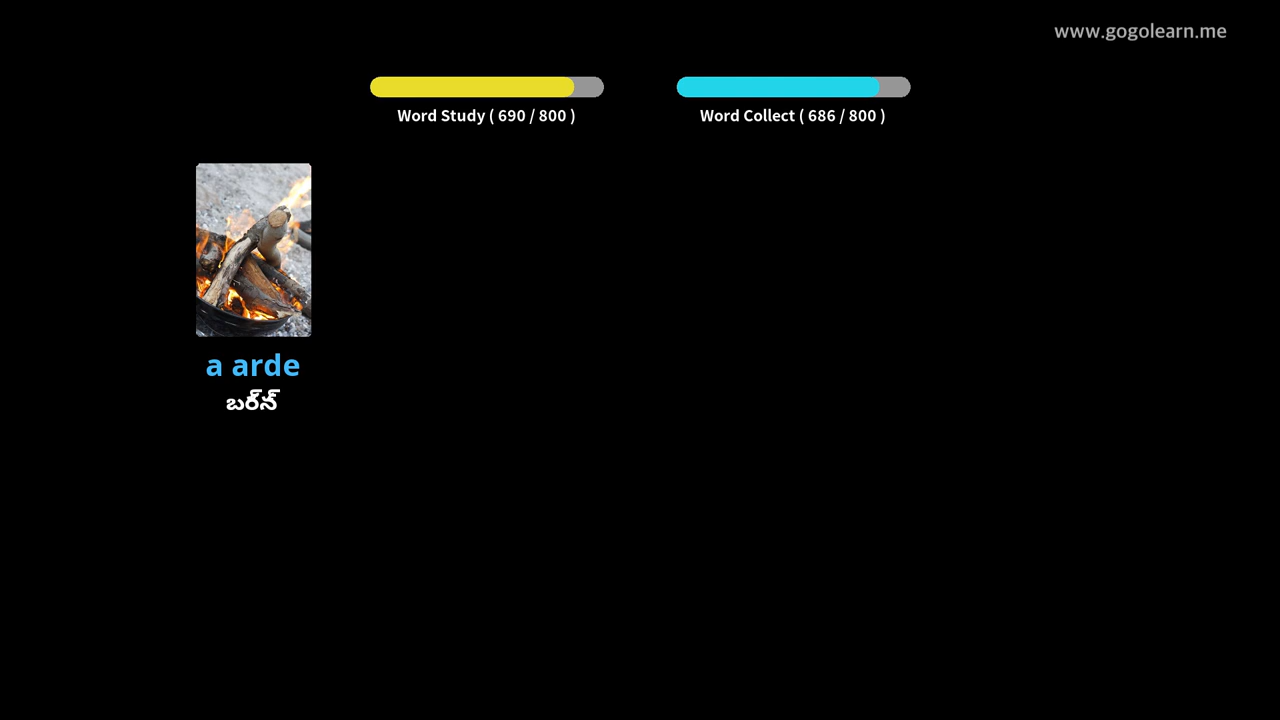 www.gogolearn.me
Word Study ( 690 / 800 )
Word Collect ( 686 / 800 )
a arde
బర్న్